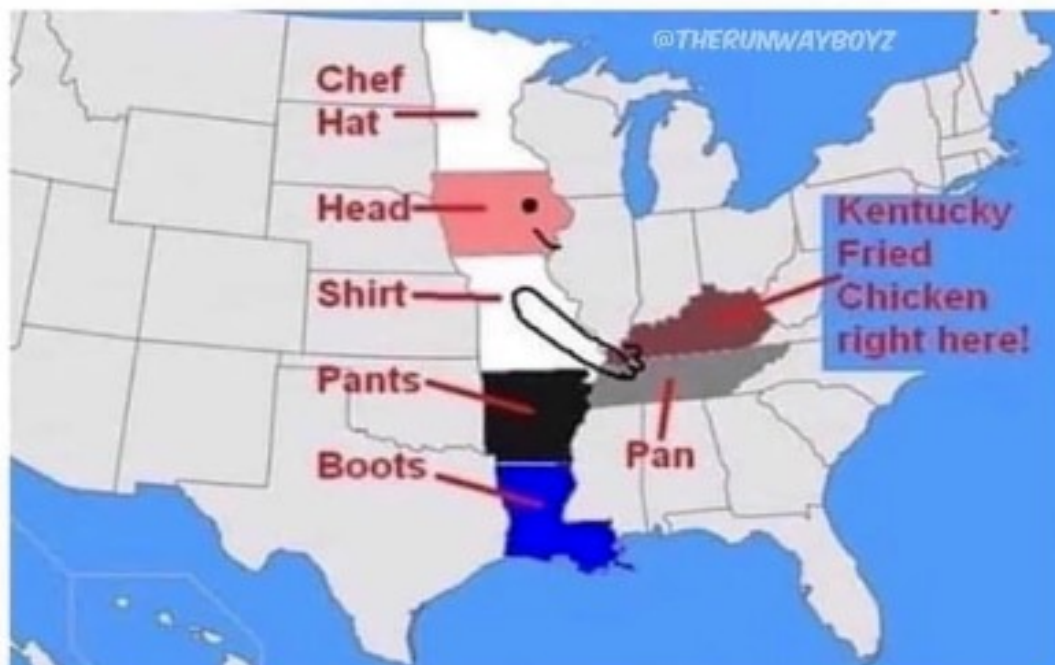 @THERUNWAYBOYZ
Chef
Hat
Head
Shirt
Pants
Boots
Kentucky
Fried
Chicken
right here!
Pan